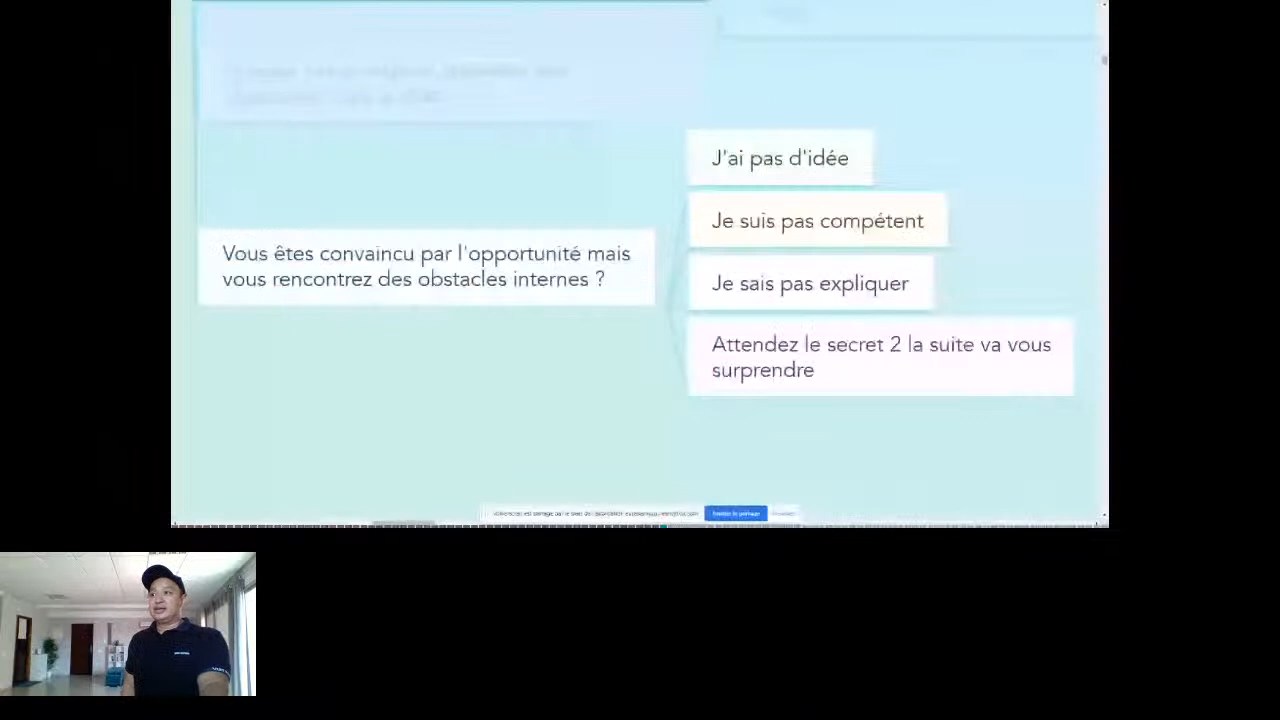 Vous êtes convaincu par l'opportunité mais
vous rencontrez des obstacles internes ?
J'ai pas d'idée
Je suis pas compétent
Je sais pas expliquer
Attendez le secret 2 la suite va vous
surprendre